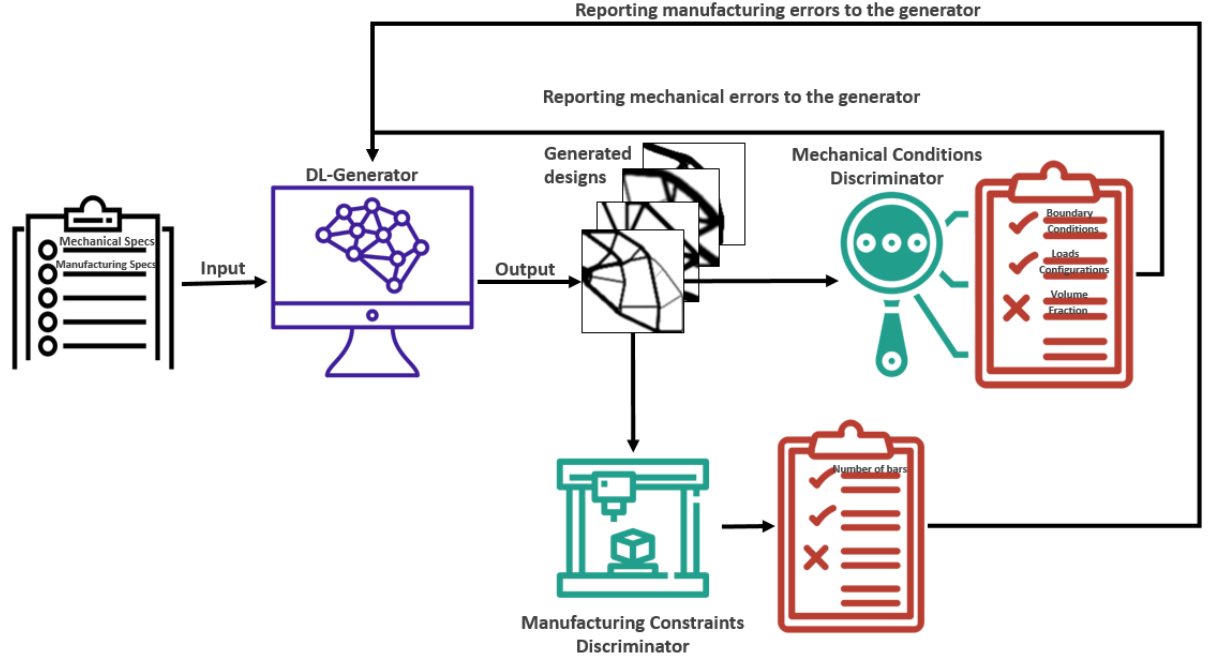 Reporting manufacturing errors to the generator
Reporting mechanical errors to the generator
DL-Generator
Generated
designs
Mechanical Conditions
Discriminator
Mechanical Specs
Manufacturing Specs
Input
Output
Boundary
Conditions
Loads
Configurations
Volume
Fraction
Number of bars
Manufacturing Constraints
Discriminator